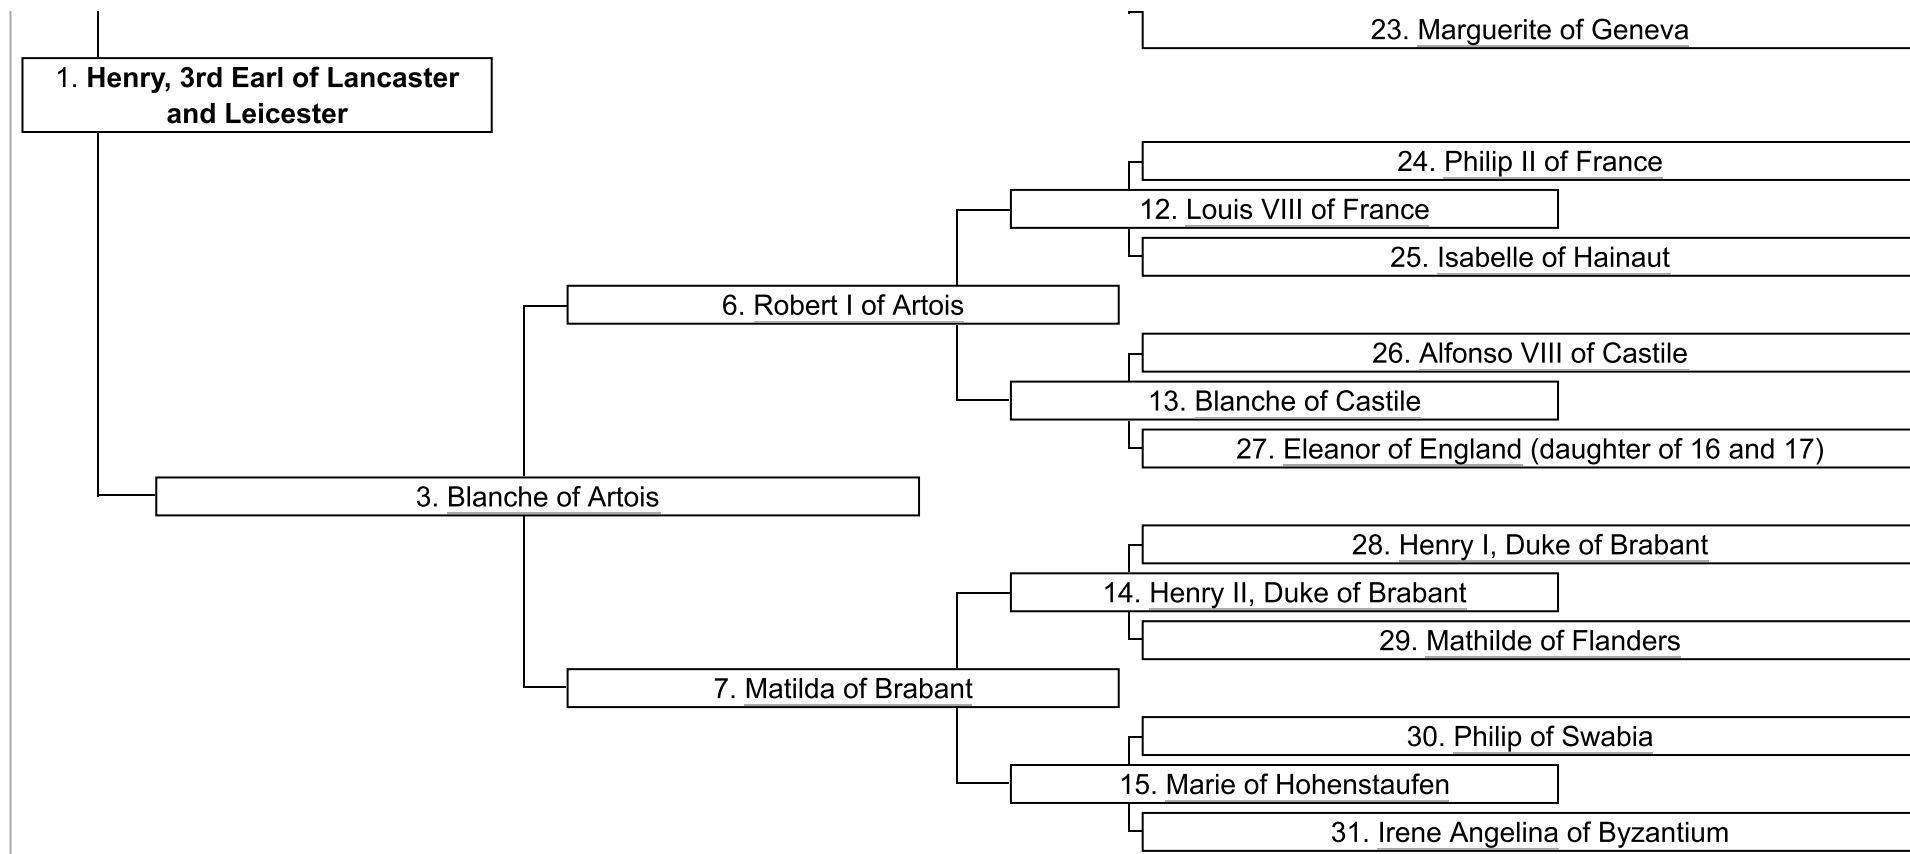 23. Marguerite of Geneva
1. Henry, 3rd Earl of Lancaster
and Leicester
24. Philip II of France
12. Louis VIII of France
25. Isabelle of Hainaut
6. Robert I of Artois
26. Alfonso VIII of Castile
13. Blanche of Castile
27. Eleanor of England (daughter of 16 and 17)
3. Blanche of Artois
28. Henry I, Duke of Brabant
14. Henry II, Duke of Brabant
29. Mathilde of Flanders
7. Matilda of Brabant
30. Philip of Swabia
15. Marie of Hohenstaufen
31. Irene Angelina of Byzantium